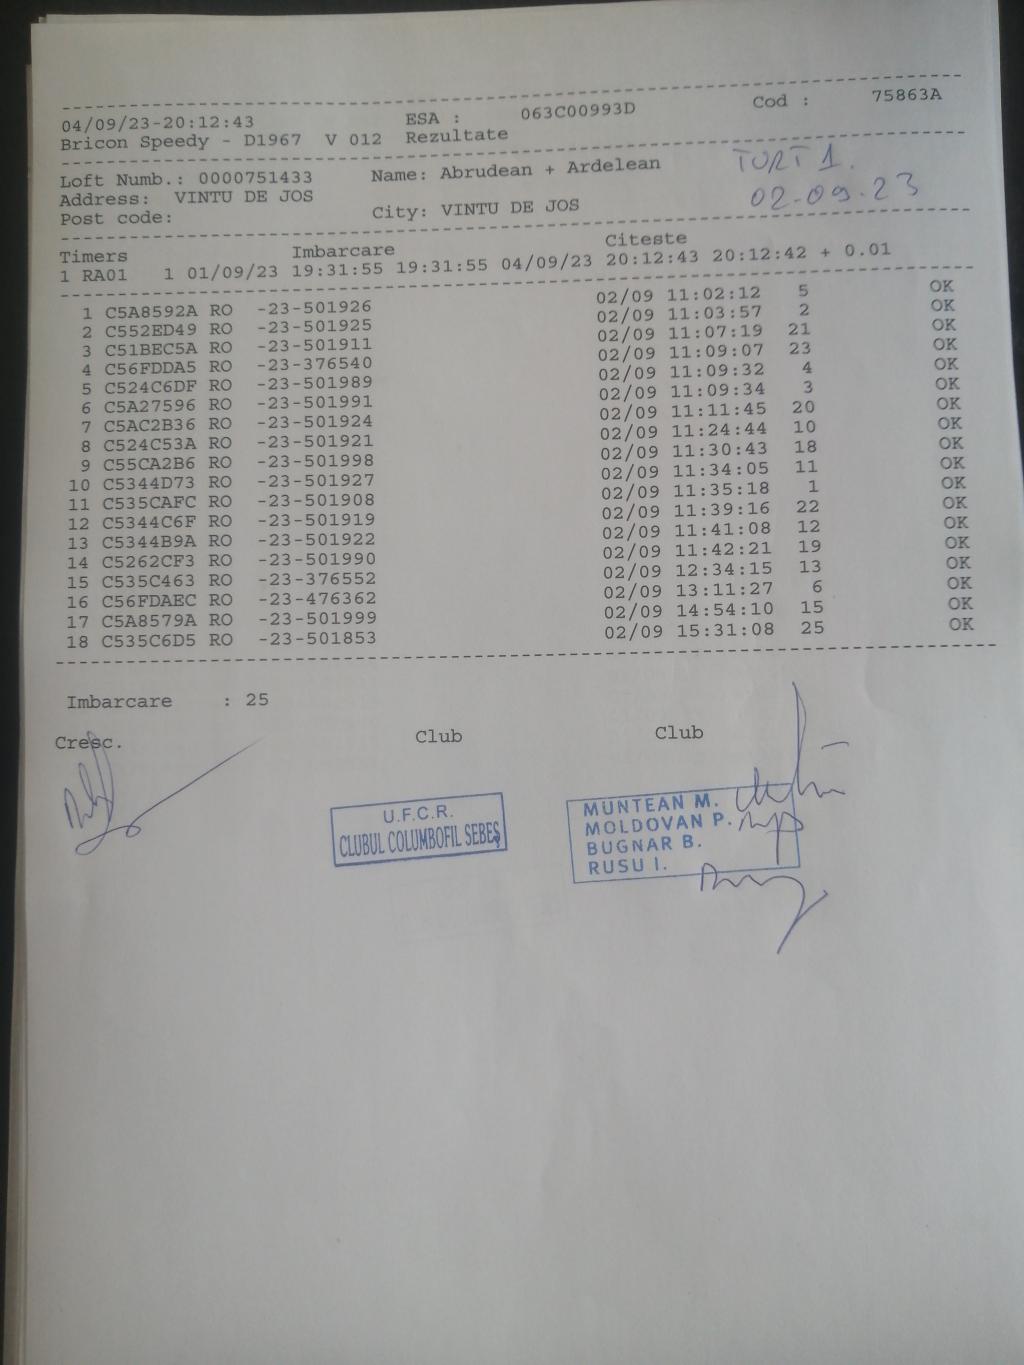 04/09/23-20:12:43 ESA : 063C00993D Cod : 75863A
Bricon Speedy - D1967 V 012 Rezultate
Loft Numb.: 0000751433 Name: Abrudean + Ardelean TURT 1.
Address: VINTU DE JOS 02-09-23
Post code: City: VINTU DE JOS
Timers Imbarcare Citeste
1 RA01 1 01/09/23 19:31:55 19:31:55 04/09/23 20:12:43 20:12:42 + 0.01
1 C5A8592A RO -23-501926 02/09 11:02:12 5 OK
2 C552ED49 RO -23-501925 02/09 11:03:57 2 OK
3 C51BEC5A RO -23-501911 02/09 11:07:19 21 OK
4 C56FDDA5 RO -23-376540 02/09 11:09:07 23 OK
5 C524C6DF RO -23-501989 02/09 11:09:32 4 OK
6 C5A27596 RO -23-501991 02/09 11:09:34 3 OK
7 C5AC2B36 RO -23-501924 02/09 11:11:45 20 OK
8 C524C53A RO -23-501921 02/09 11:24:44 10 OK
9 C55CA2B6 RO -23-501998 02/09 11:30:43 18 OK
10 C5344D73 RO -23-501927 02/09 11:34:05 11 OK
11 C535CAFC RO -23-501908 02/09 11:35:18 1 OK
12 C5344C6F RO -23-501919 02/09 11:39:16 22 OK
13 C5344B9A RO -23-501922 02/09 11:41:08 12 OK
14 C5262CF3 RO -23-501990 02/09 11:42:21 19 OK
15 C535C463 RO -23-376552 02/09 12:34:15 13 OK
16 C56FDAEC RO -23-476362 02/09 13:11:27 6 OK
17 C5A8579A RO -23-501999 02/09 14:54:10 15 OK
18 C535C6D5 RO -23-501853 02/09 15:31:08 25 OK
Imbarcare : 25
Cresc. Club Club
U.F.C.R.
CLUBUL COLUMBOFIL SEBEȘ
MUNTEAN M.
MOLDOVAN P.
BUGNAR B.
RUSU I.